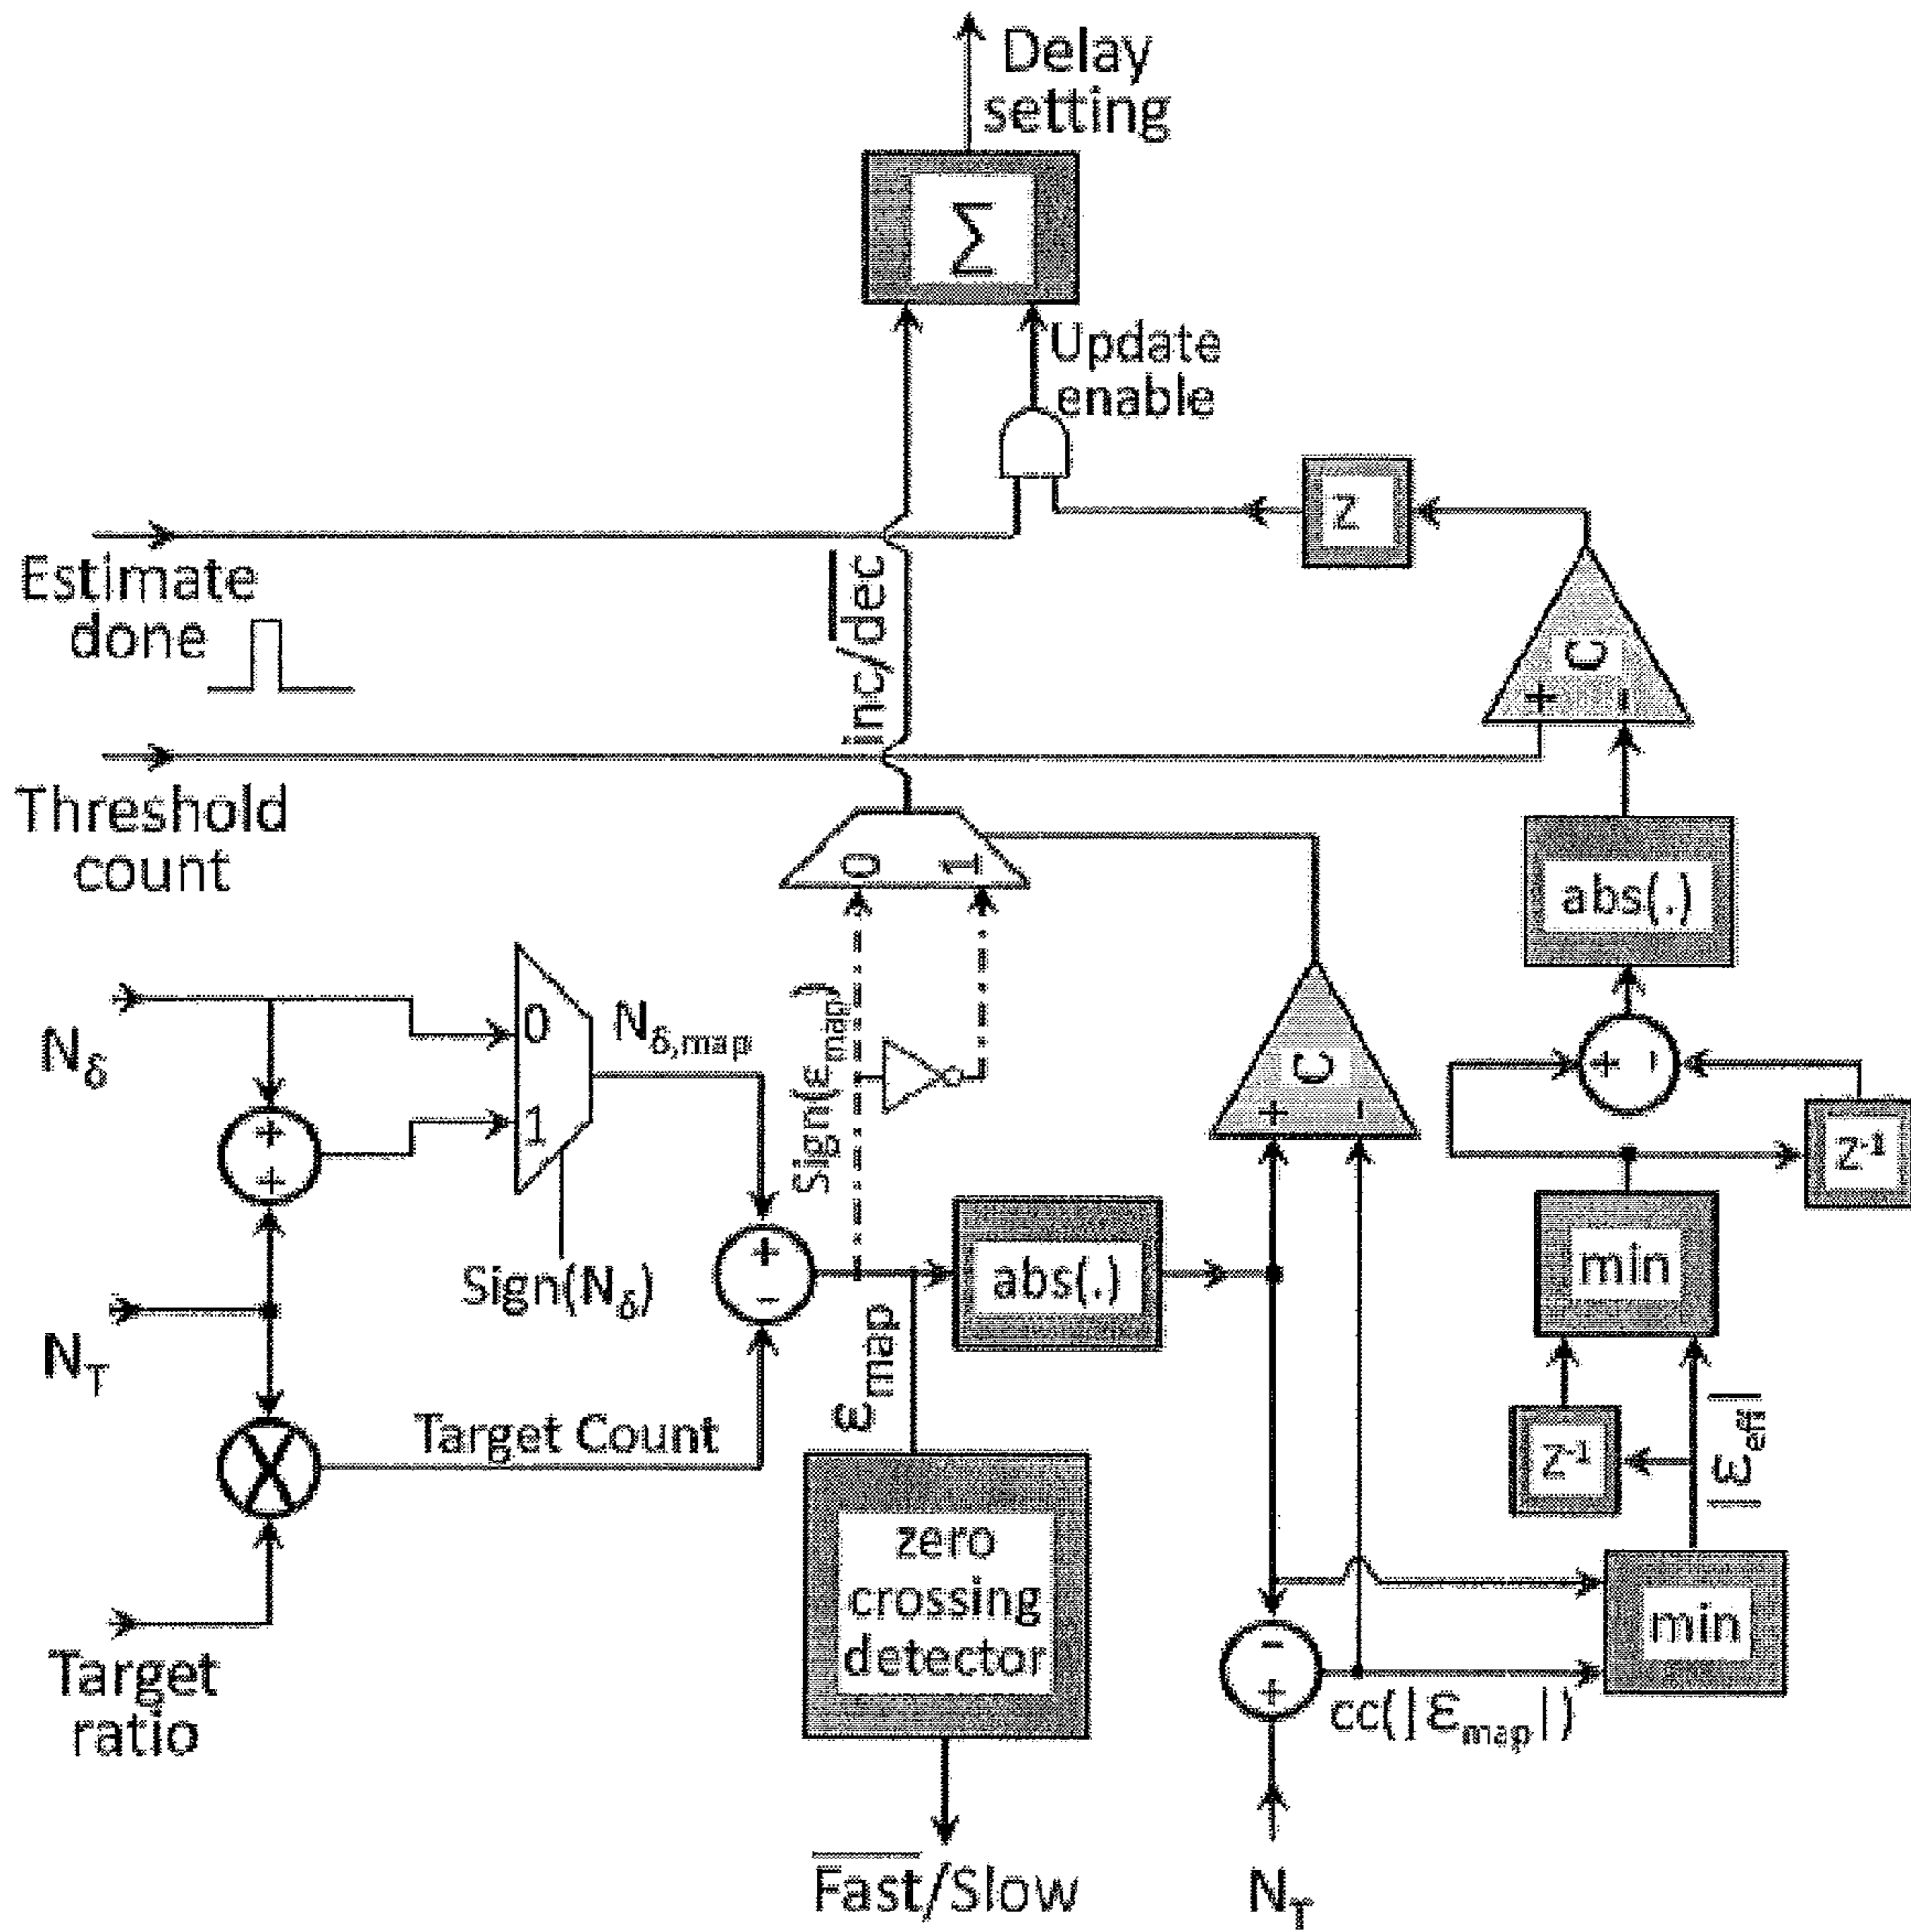 Delay
setting
Σ
Update
enable
Z
Estimate
done
inc/d̅e̅c̅
C
+ -
Threshold
count
0 1
abs(.)
N_δ
0
N_δ,map
Sign(ε_map)
C
+ -
+ -
1
Z⁻¹
+
+
min
Sign(N_δ)
+
-
abs(.)
N_T
ε_map
Target Count
X
Z⁻¹
|ε_eff|
zero
crossing
detector
min
-
+
cc(|ε_map|)
Target
ratio
F̅a̅s̅t̅/Slow
N_T